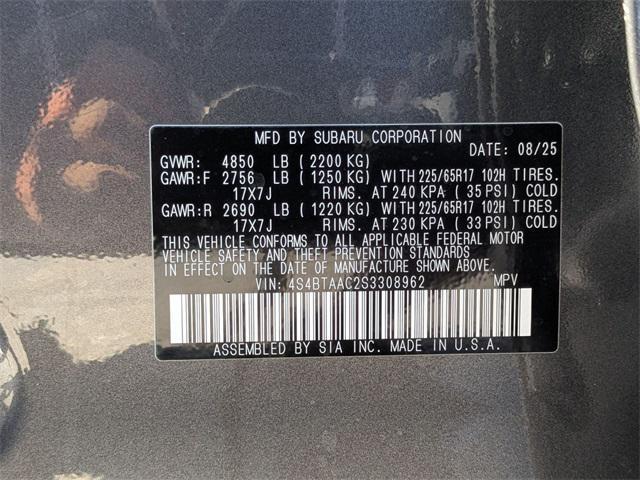 MFD BY SUBARU CORPORATION
DATE: 08/25
GVWR: 4850 LB ( 2200 KG)
GAWR:F 2756 LB ( 1250 KG) WITH 225/65R17 102H TIRES.
17X7J RIMS. AT 240 KPA ( 35 PSI) COLD
GAWR:R 2690 LB ( 1220 KG) WITH 225/65R17 102H TIRES.
17X7J RIMS. AT 230 KPA ( 33 PSI) COLD
THIS VEHICLE CONFORMS TO ALL APPLICABLE FEDERAL MOTOR
VEHICLE SAFETY AND THEFT PREVENTION STANDARDS
IN EFFECT ON THE DATE OF MANUFACTURE SHOWN ABOVE.
VIN: 4S4BTAAC2S3308962 MPV
ASSEMBLED BY SIA INC. MADE IN U.S.A.